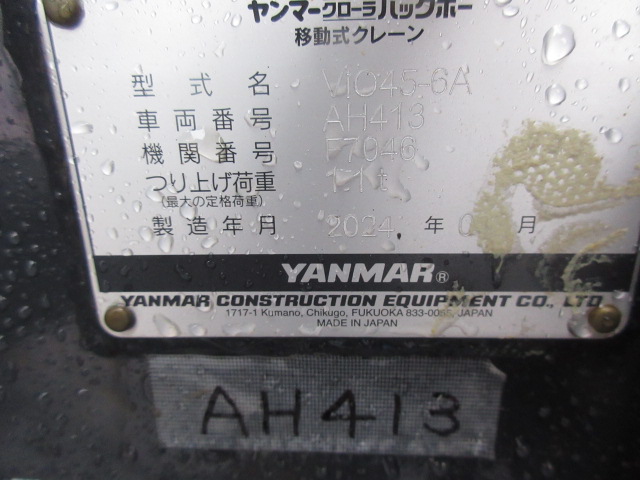 ヤンマークローラバックホー
移動式クレーン
型式名 ViO45-6A
車両番号 AH413
機関番号 F7046
つり上げ荷重 1.1t
(最大の定格荷重)
製造年月 2024 年 月
YANMAR®
YANMAR CONSTRUCTION EQUIPMENT CO., LTD.
1717-1 Kumano, Chikugo, FUKUOKA 833-0055, JAPAN
MADE IN JAPAN
AH413